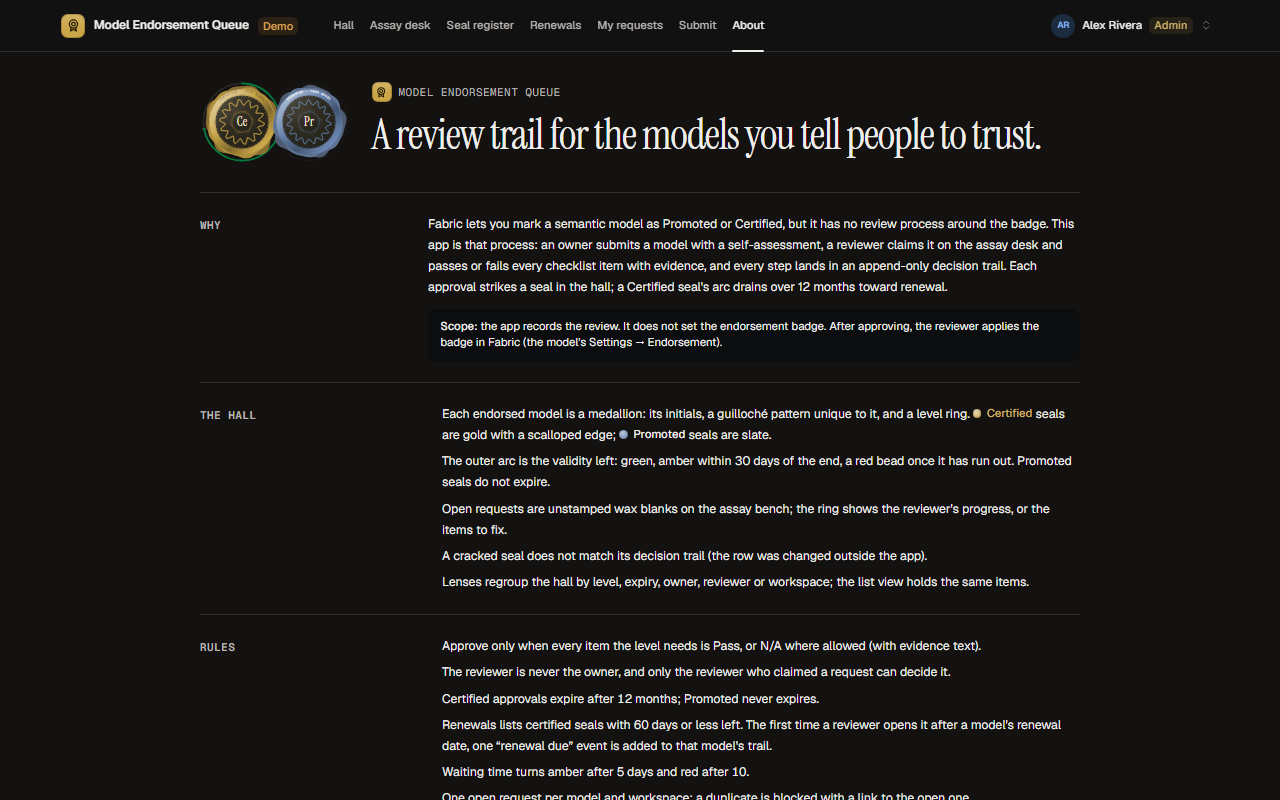 Model Endorsement Queue Demo Hall Assay desk Seal register Renewals My requests Submit About AR Alex Rivera Admin
Ce Pr
MODEL ENDORSEMENT QUEUE
A review trail for the models you tell people to trust.
WHY
Fabric lets you mark a semantic model as Promoted or Certified, but it has no review process around the badge. This
app is that process: an owner submits a model with a self-assessment, a reviewer claims it on the assay desk and
passes or fails every checklist item with evidence, and every step lands in an append-only decision trail. Each
approval strikes a seal in the hall; a Certified seal's arc drains over 12 months toward renewal.
Scope: the app records the review. It does not set the endorsement badge. After approving, the reviewer applies the
badge in Fabric (the model's Settings → Endorsement).
THE HALL
Each endorsed model is a medallion: its initials, a guilloché pattern unique to it, and a level ring. Certified seals
are gold with a scalloped edge; Promoted seals are slate.
The outer arc is the validity left: green, amber within 30 days of the end, a red bead once it has run out. Promoted
seals do not expire.
Open requests are unstamped wax blanks on the assay bench; the ring shows the reviewer's progress, or the
items to fix.
A cracked seal does not match its decision trail (the row was changed outside the app).
Lenses regroup the hall by level, expiry, owner, reviewer or workspace; the list view holds the same items.
RULES
Approve only when every item the level needs is Pass, or N/A where allowed (with evidence text).
The reviewer is never the owner, and only the reviewer who claimed a request can decide it.
Certified approvals expire after 12 months; Promoted never expires.
Renewals lists certified seals with 60 days or less left. The first time a reviewer opens it after a model's renewal
date, one “renewal due” event is added to that model's trail.
Waiting time turns amber after 5 days and red after 10.
One open request per model and workspace; a duplicate is blocked with a link to the open one.